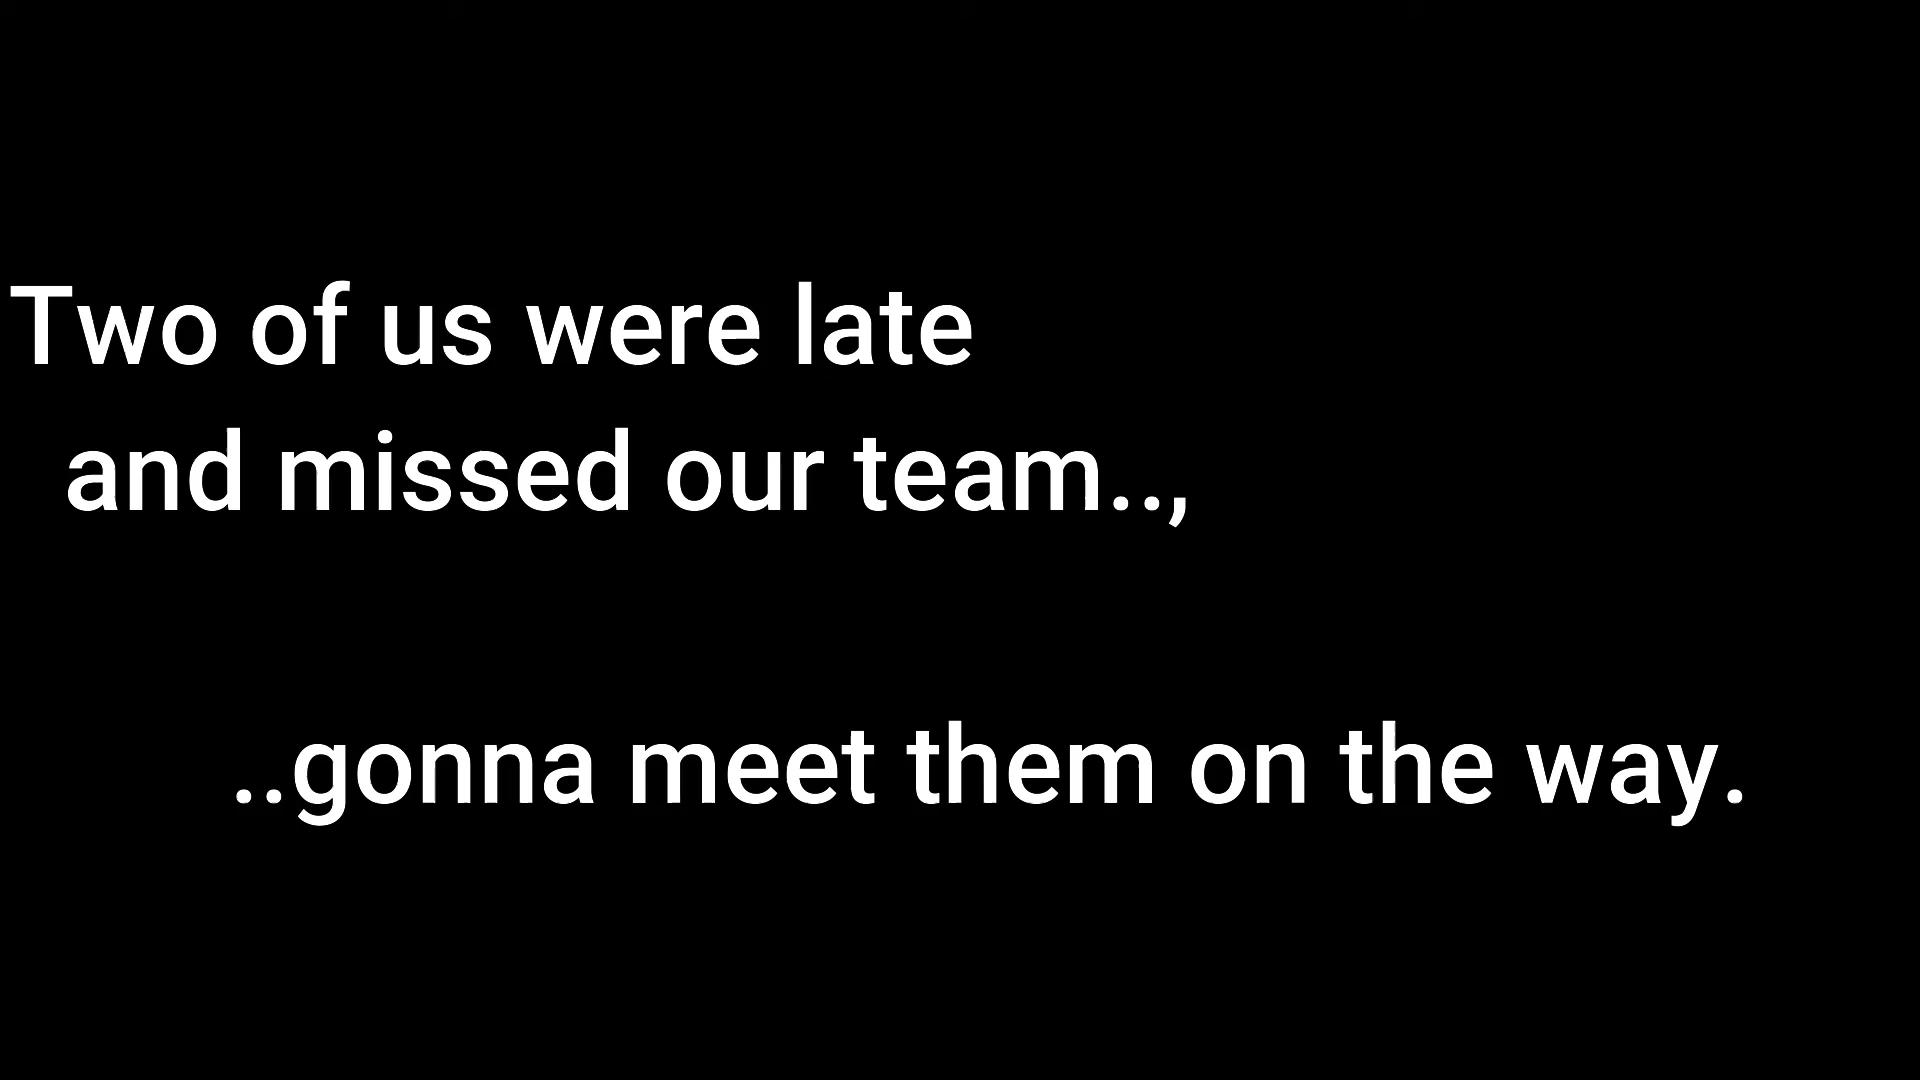 Two of us were late
and missed our team..,
..gonna meet them on the way.